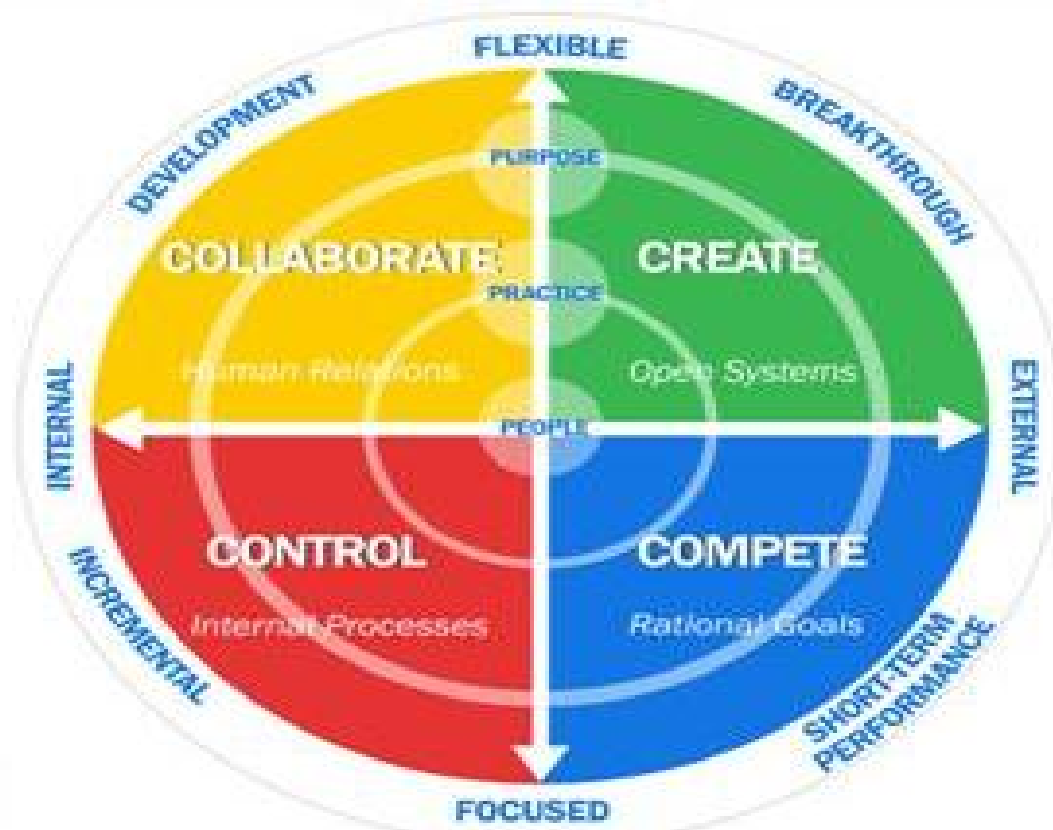 FLEXIBLE
DEVELOPMENT
BREAKTHROUGH
PURPOSE
COLLABORATE
CREATE
PRACTICE
Human Relations
Open Systems
INTERNAL
PEOPLE
EXTERNAL
CONTROL
COMPETE
Internal Processes
Rational Goals
INCREMENTAL
SHORT-TERM
PERFORMANCE
FOCUSED